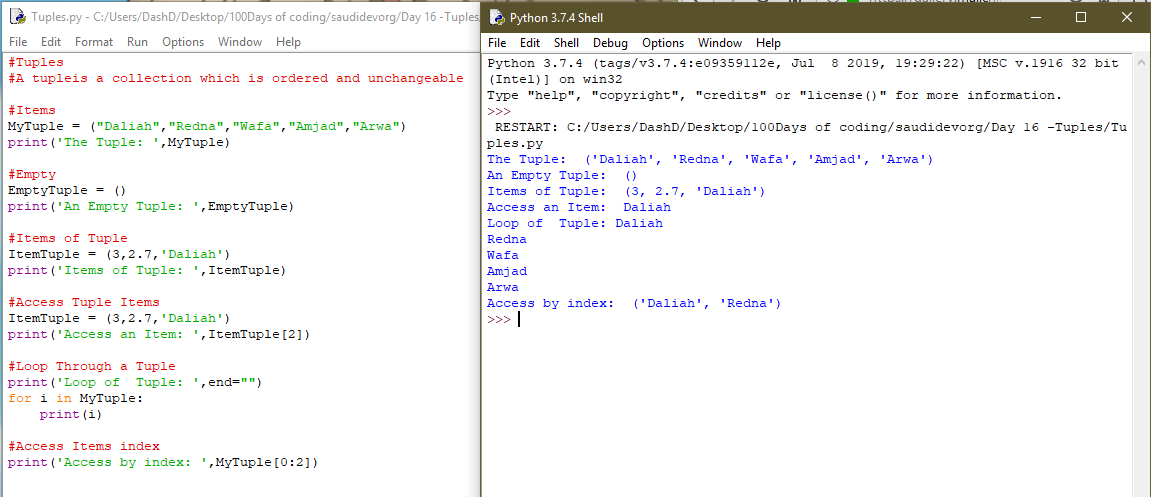 Tuples.py - C:/Users/DashD/Desktop/100Days of coding/saudidevorg/Day 16 -Tuples
File Edit Format Run Options Window Help
#Tuples
#A tupleis a collection which is ordered and unchangeable
#Items
MyTuple = ("Daliah","Redna","Wafa","Amjad","Arwa")
print('The Tuple: ',MyTuple)
#Empty
EmptyTuple = ()
print('An Empty Tuple: ',EmptyTuple)
#Items of Tuple
ItemTuple = (3,2.7,'Daliah')
print('Items of Tuple: ',ItemTuple)
#Access Tuple Items
ItemTuple = (3,2.7,'Daliah')
print('Access an Item: ',ItemTuple[2])
#Loop Through a Tuple
print('Loop of  Tuple: ',end="")
for i in MyTuple:
    print(i)
#Access Items index
print('Access by index: ',MyTuple[0:2])
Python 3.7.4 Shell
File Edit Shell Debug Options Window Help
Python 3.7.4 (tags/v3.7.4:e09359112e, Jul  8 2019, 19:29:22) [MSC v.1916 32 bit
(Intel)] on win32
Type "help", "copyright", "credits" or "license()" for more information.
>>>
 RESTART: C:/Users/DashD/Desktop/100Days of coding/saudidevorg/Day 16 -Tuples/Tu
ples.py
The Tuple:  ('Daliah', 'Redna', 'Wafa', 'Amjad', 'Arwa')
An Empty Tuple:  ()
Items of Tuple:  (3, 2.7, 'Daliah')
Access an Item:  Daliah
Loop of  Tuple: Daliah
Redna
Wafa
Amjad
Arwa
Access by index:  ('Daliah', 'Redna')
>>>